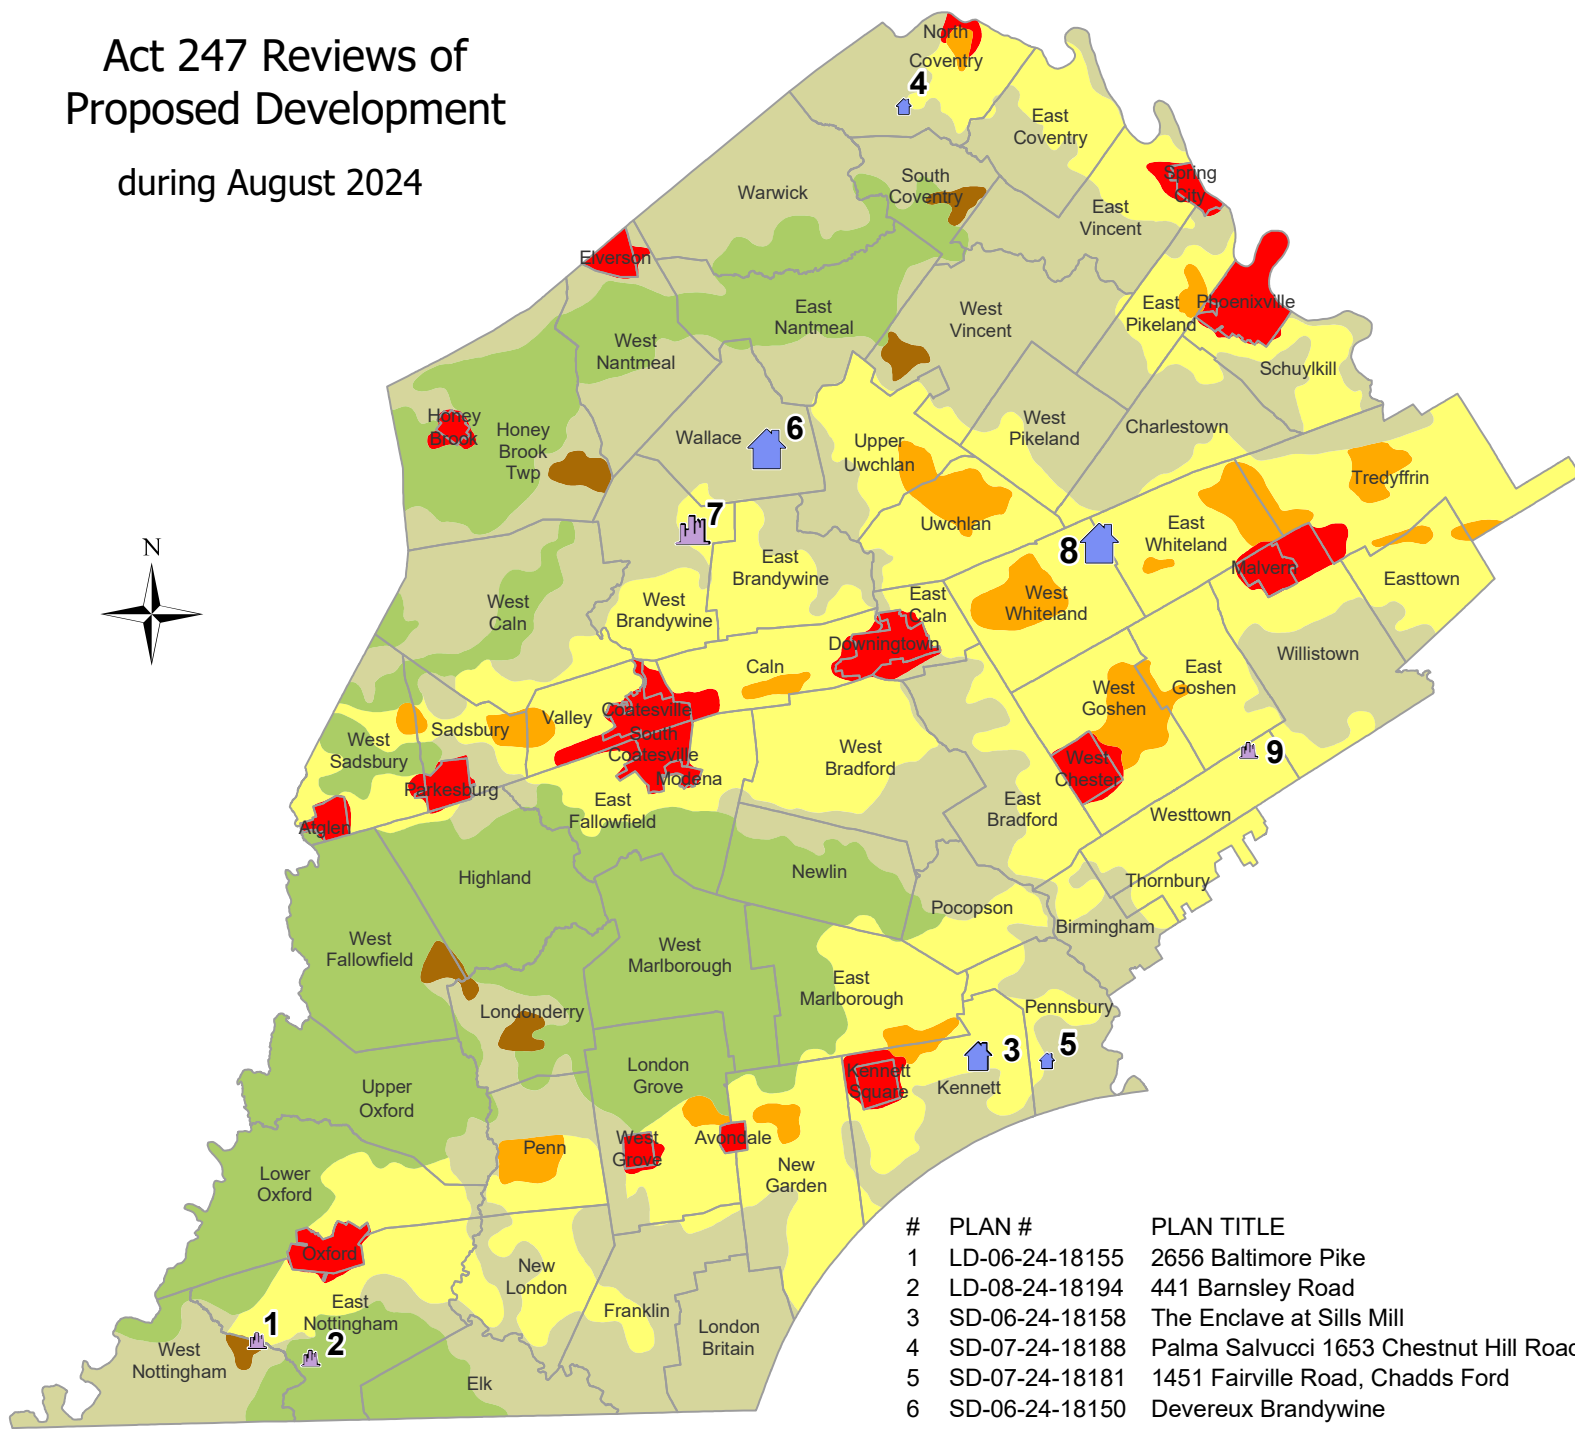 Act 247 Reviews of
Proposed Development
during August 2024
North
Coventry
4
East
Coventry
South
Coventry
Warwick
Spring
City
East
Vincent
Elverson
Phoenixville
East
Pikeland
West
Vincent
East
Nantmeal
West
Nantmeal
Schuylkill
Honey
Brook
Honey
Brook
Twp
Wallace
6
Upper
Uwchlan
West
Pikeland
Charlestown
Tredyffrin
7
Uwchlan
8
East
Whiteland
Malvern
Easttown
N
East
Brandywine
West
Brandywine
West
Caln
East
Caln
West
Whiteland
Downingtown
Willistown
Caln
East
Goshen
West
Goshen
Coatesville
Valley
Sadsbury
South
Coatesville
Modena
West
Sadsbury
West
Bradford
9
West
Chester
Parkesburg
Atglen
East
Fallowfield
East
Bradford
Westtown
Highland
Newlin
Thornbury
Pocopson
Birmingham
West
Fallowfield
West
Marlborough
East
Marlborough
Londonderry
Pennsbury
3
5
London
Grove
Kennett
Square
Kennett
Upper
Oxford
Penn
West
Grove
Avondale
New
Garden
Lower
Oxford
Oxford
New
London
East
Nottingham
Franklin
London
Britain
1
2
West
Nottingham
Elk
# PLAN # PLAN TITLE
1 LD-06-24-18155 2656 Baltimore Pike
2 LD-08-24-18194 441 Barnsley Road
3 SD-06-24-18158 The Enclave at Sills Mill
4 SD-07-24-18188 Palma Salvucci 1653 Chestnut Hill Road
5 SD-07-24-18181 1451 Fairville Road, Chadds Ford
6 SD-06-24-18150 Devereux Brandywine